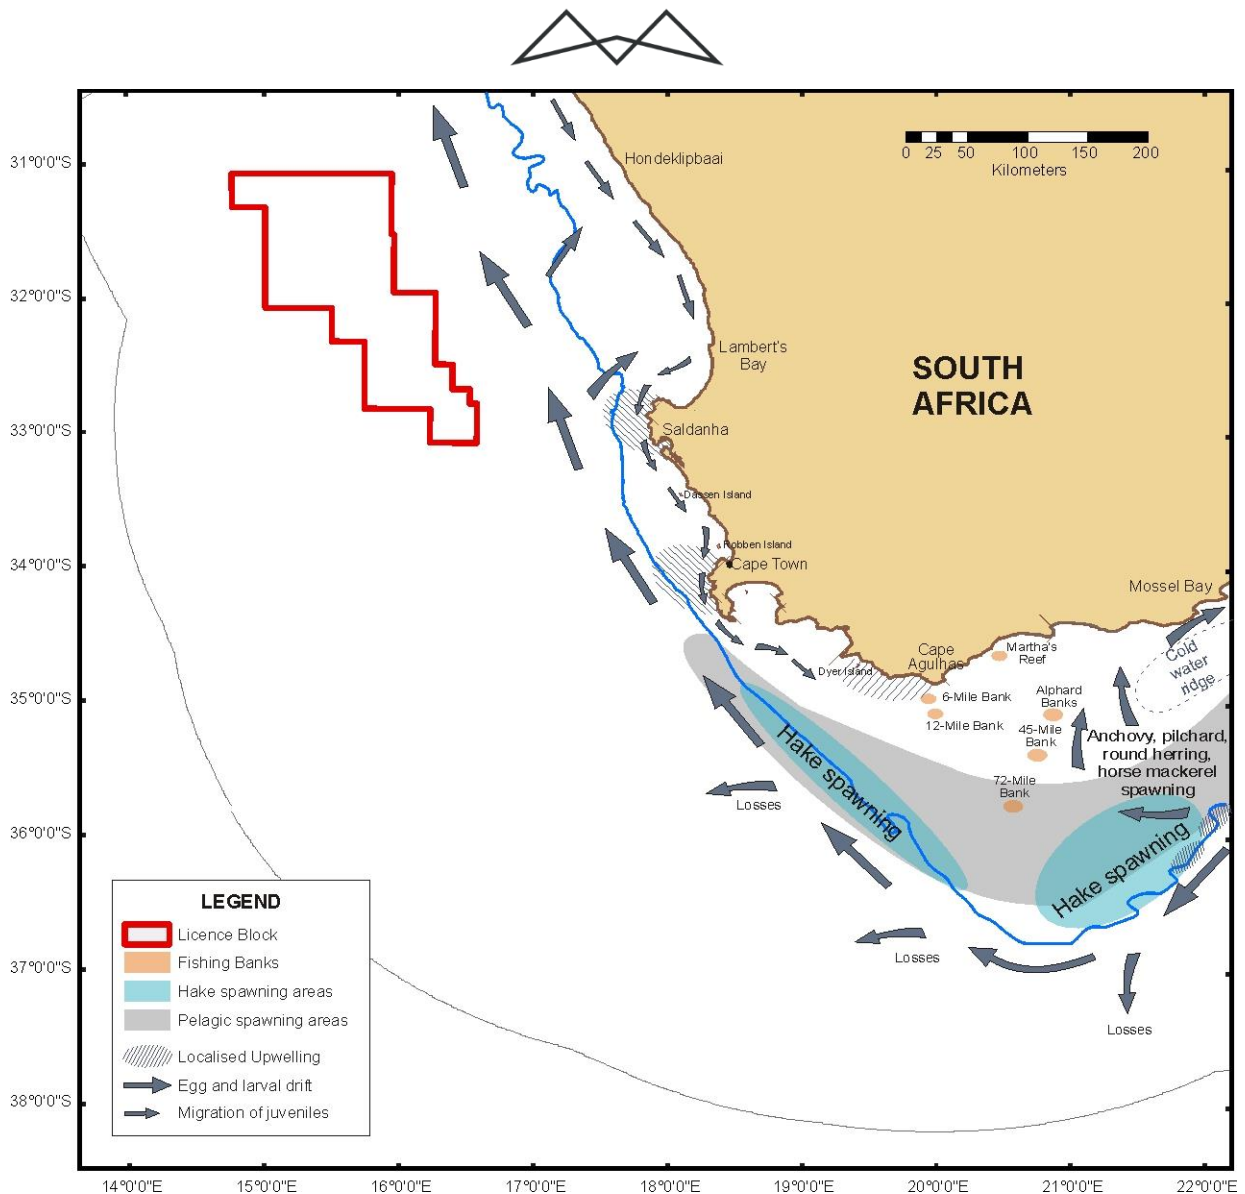 31°0'0"S
32°0'0"S
33°0'0"S
34°0'0"S
35°0'0"S
36°0'0"S
37°0'0"S
38°0'0"S
0 25 50 100 150 200
Kilometers
Hondeklipbaai
Lambert's
Bay
SOUTH
AFRICA
Saldanha
Dassen Island
Robben Island
Cape Town
Mossel Bay
Cape
Agulhas
Martha's
Reef
Cold
water
ridge
Dyer Island
6-Mile Bank
Alphard
Banks
12-Mile Bank
45-Mile
Bank
Anchovy, pilchard,
round herring,
horse mackerel
spawning
72-Mile
Bank
Hake spawning
Hake spawning
Losses
Losses
Losses
LEGEND
Licence Block
Fishing Banks
Hake spawning areas
Pelagic spawning areas
Localised Upwelling
Egg and larval drift
Migration of juveniles
14°0'0"E 15°0'0"E 16°0'0"E 17°0'0"E 18°0'0"E 19°0'0"E 20°0'0"E 21°0'0"E 22°0'0"E